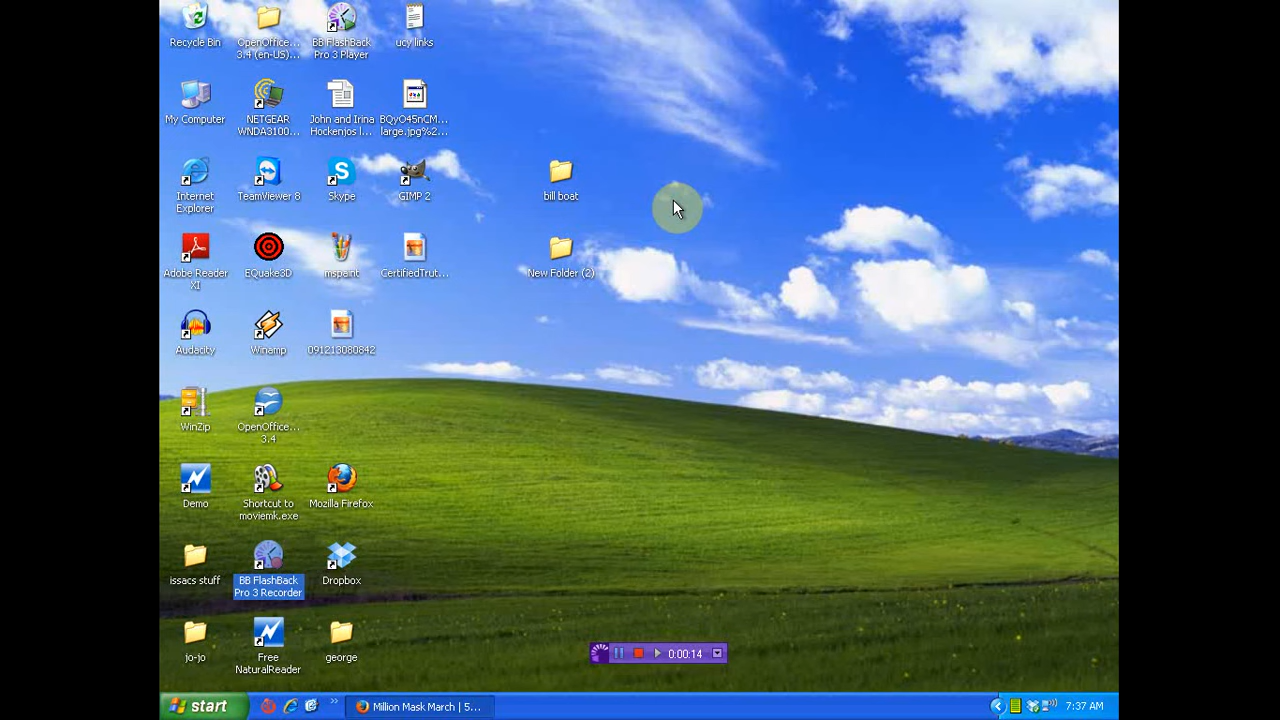 Recycle Bin
OpenOffice...
3.4 (en-US)...
BB FlashBack
Pro 3 Player
ucy links
My Computer
NETGEAR
WNDA3100...
John and Irina
Hockenjos l...
BQyO45nCM...
large.jpg%2...
Internet
Explorer
TeamViewer 8
Skype
GIMP 2
bill boat
Adobe Reader
XI
EQuake3D
mspaint
CertifiedTrut...
New Folder (2)
Audacity
Winamp
091213080842
WinZip
OpenOffice...
3.4
Demo
Shortcut to
moviemk.exe
Mozilla Firefox
issacs stuff
BB FlashBack
Pro 3 Recorder
Dropbox
jo-jo
Free
NaturalReader
george
0:00:14
start
Million Mask March | 5...
7:37 AM